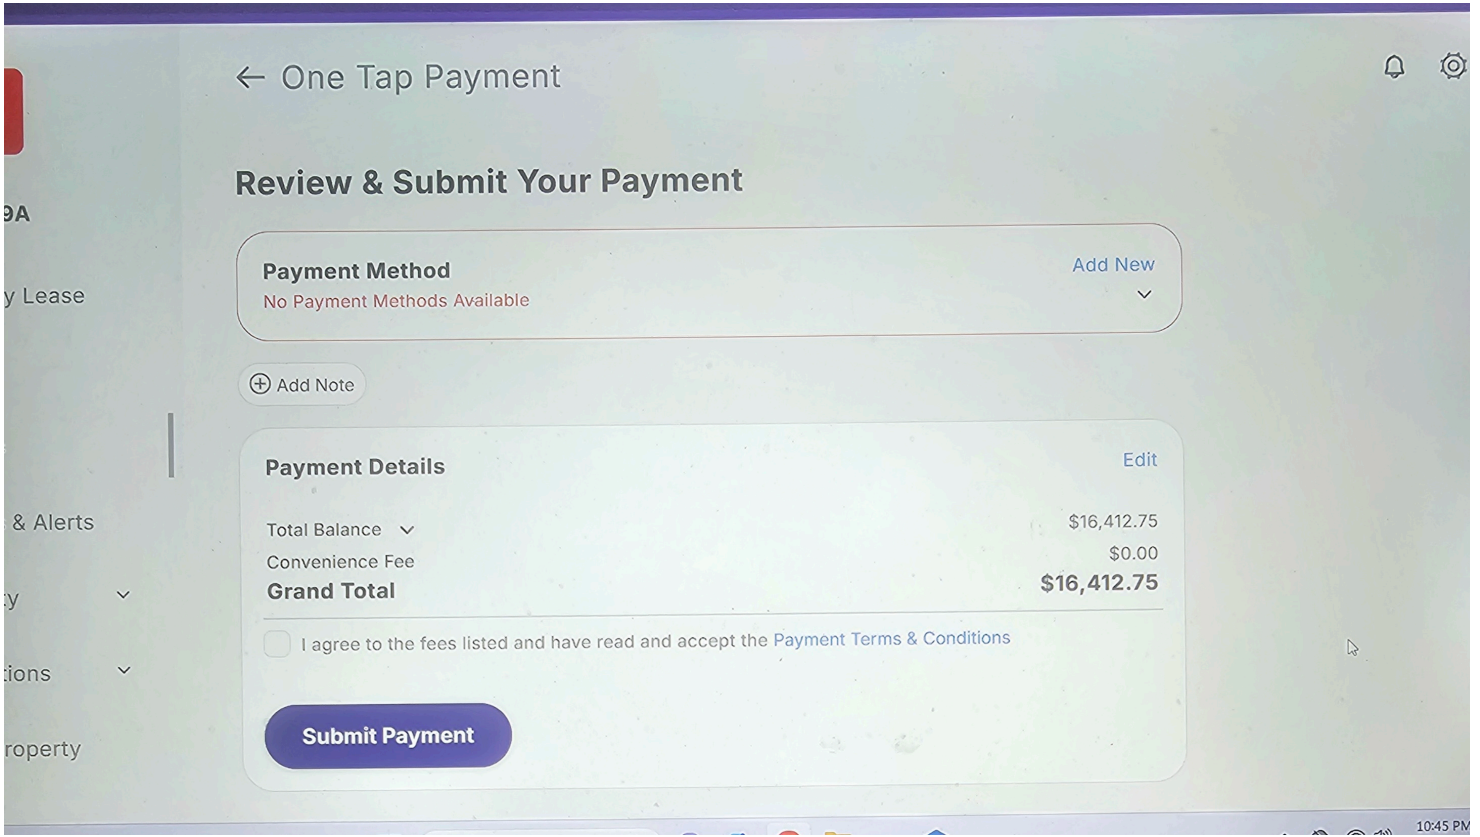 ← One Tap Payment
Review & Submit Your Payment
9A
Payment Method
Add New
No Payment Methods Available
y Lease
Add Note
Payment Details
Edit
& Alerts
Total Balance
$16,412.75
Convenience Fee
$0.00
Grand Total
$16,412.75
y
I agree to the fees listed and have read and accept the Payment Terms & Conditions
tions
Submit Payment
roperty
10:45 PM